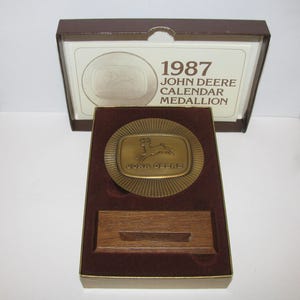 1987
JOHN DEERE
CALENDAR
MEDALLION
JOHN DEERE